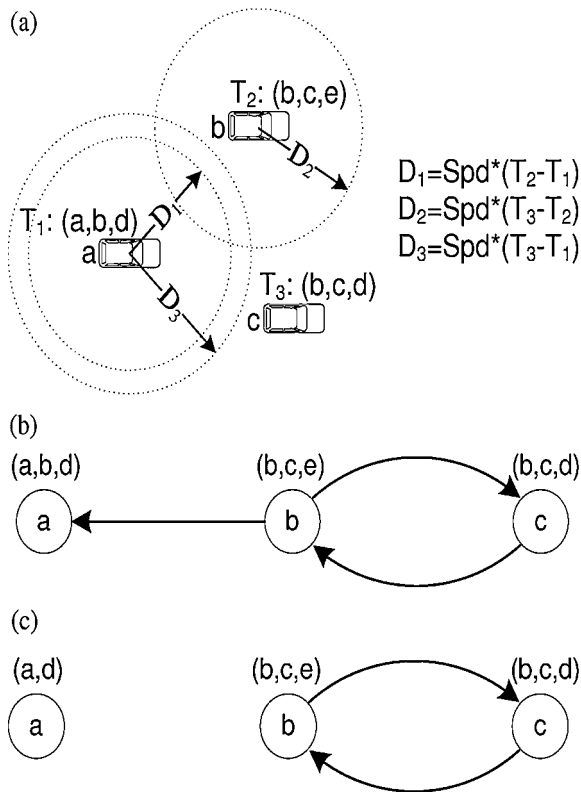 (a)
T₂: (b,c,e)
b
D₂
D₁=Spd*(T₂-T₁)
D₂=Spd*(T₃-T₂)
D₃=Spd*(T₃-T₁)
D₁
T₁: (a,b,d)
a
D₃
T₃: (b,c,d)
c
(b)
(a,b,d) (b,c,e) (b,c,d)
a b c
(c)
(a,d) (b,c,e) (b,c,d)
a b c